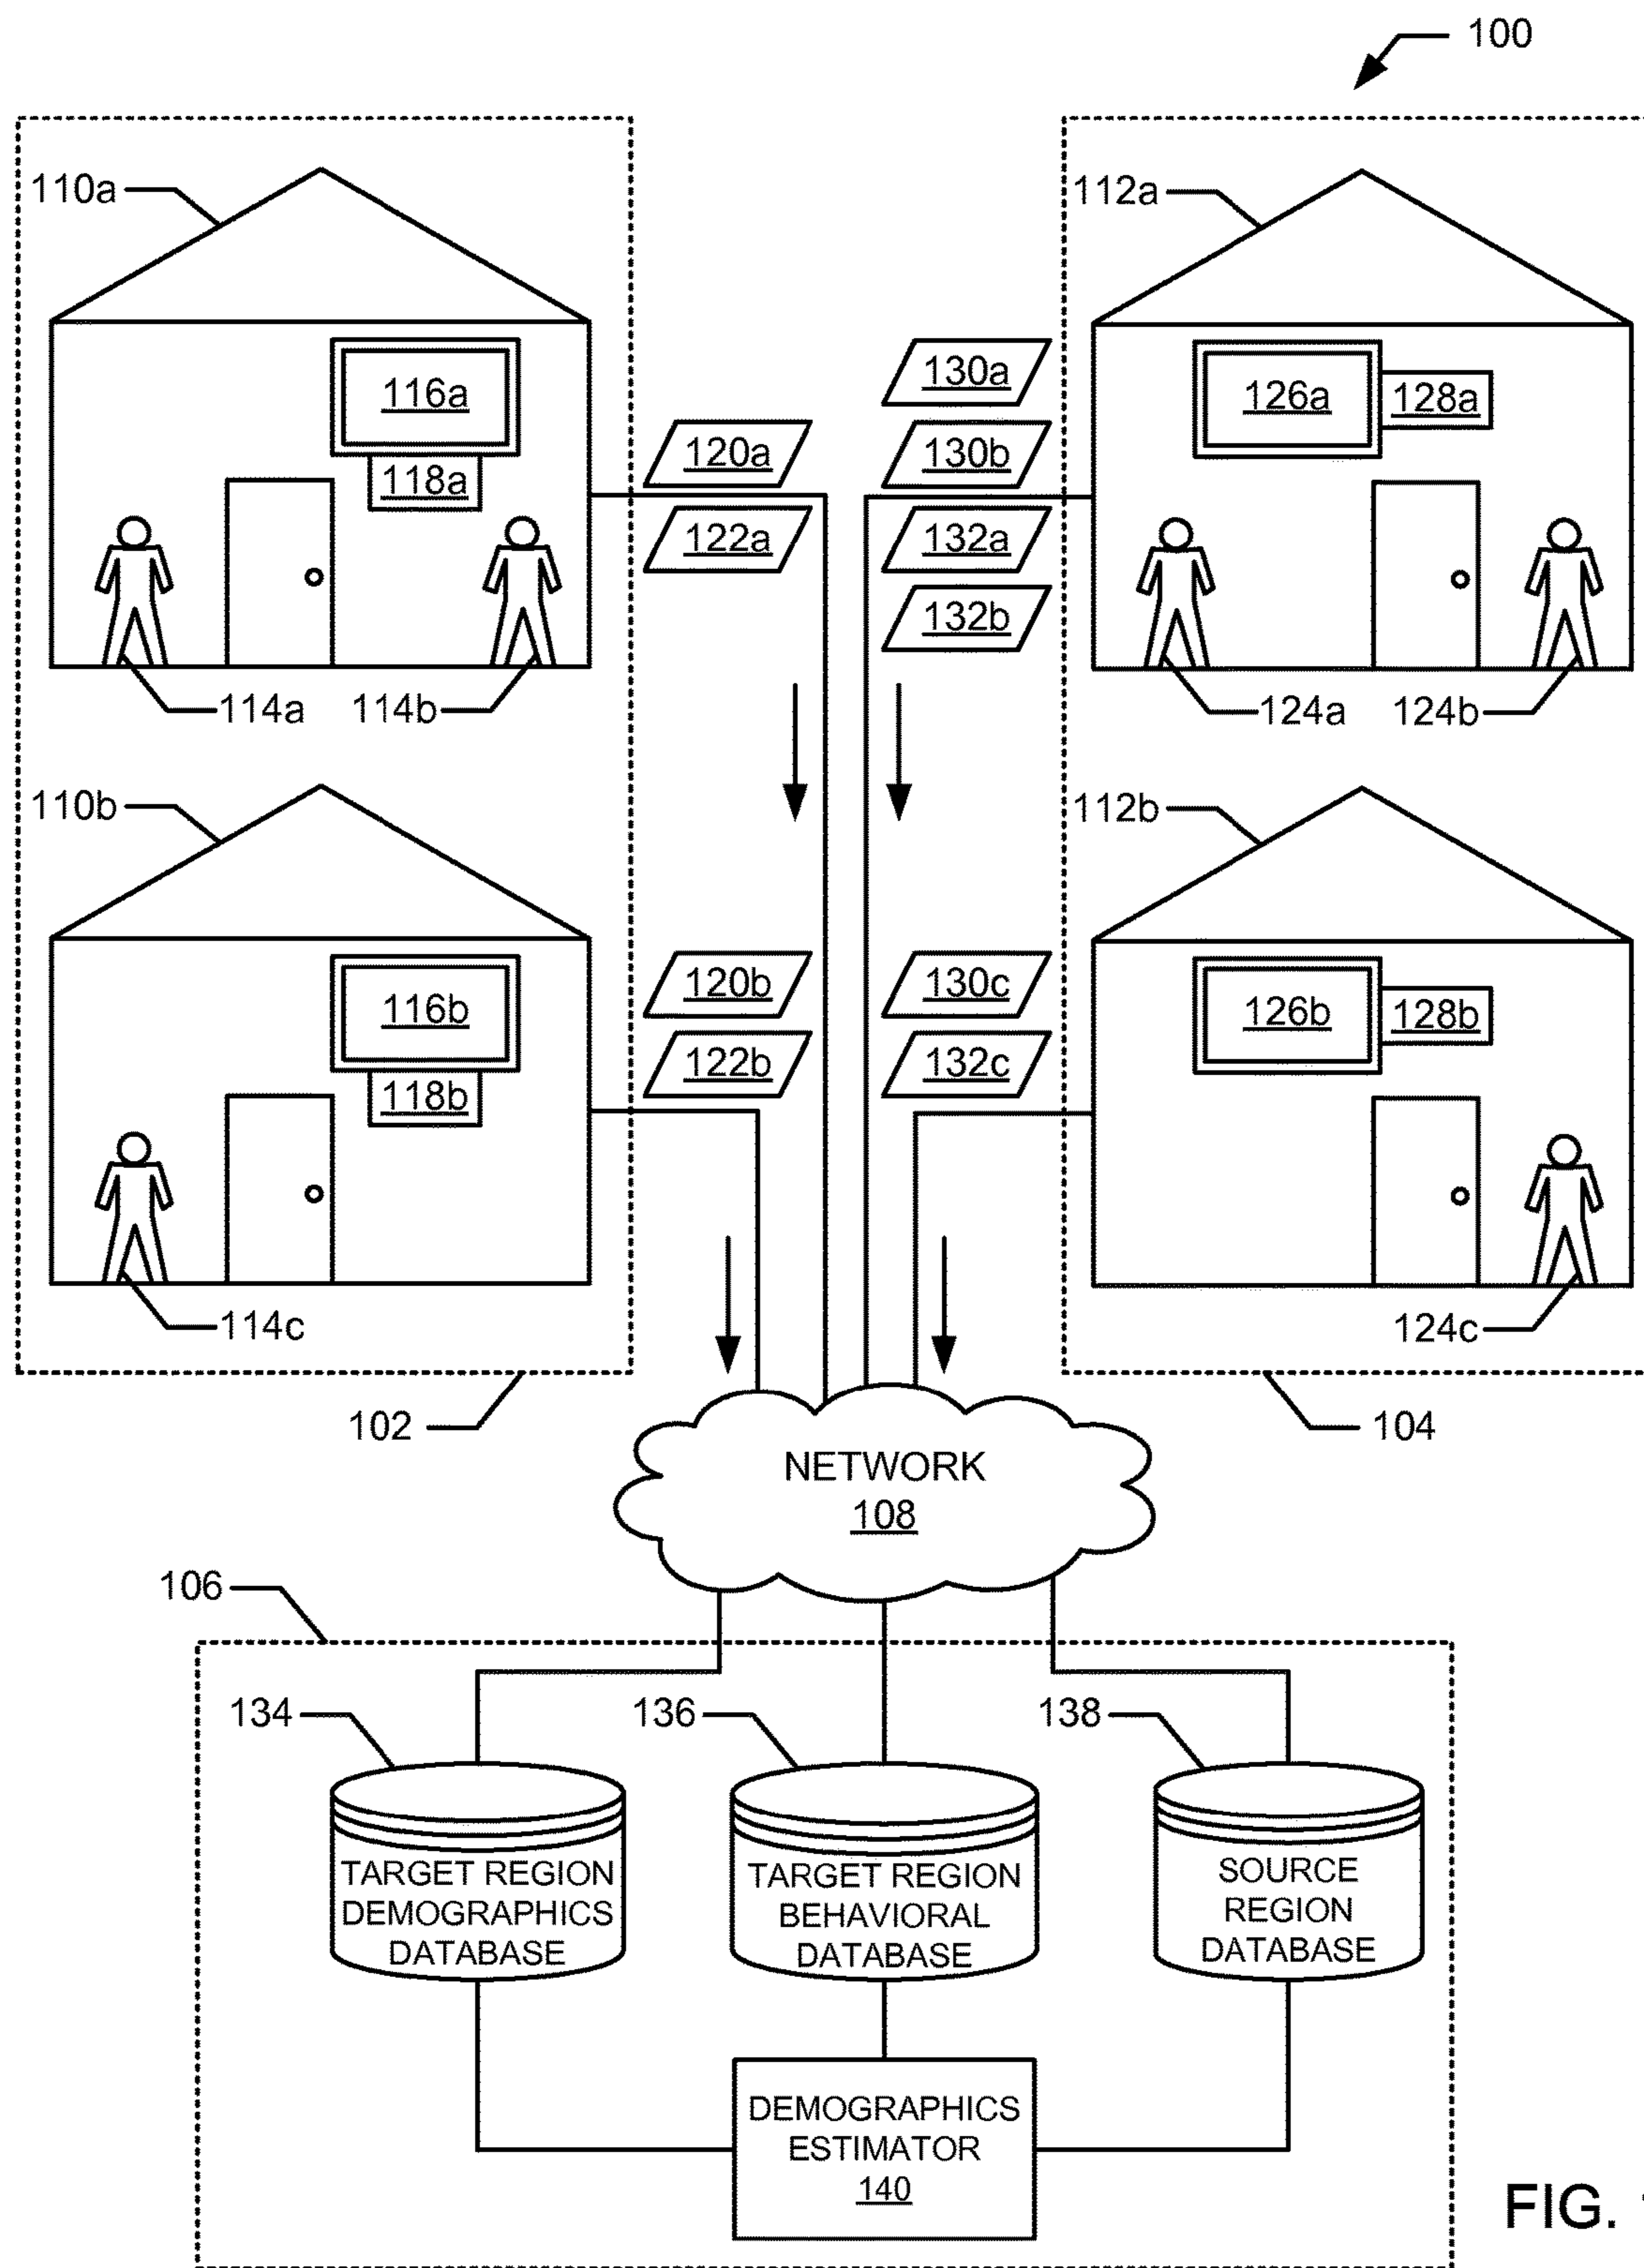 100
110a
112a
116a
118a
126a
128a
120a
122a
130a
130b
132a
132b
114a
114b
124a
124b
110b
112b
116b
118b
126b
128b
120b
122b
130c
132c
114c
124c
102
104
NETWORK
108
106
134
136
138
TARGET REGION
DEMOGRAPHICS
DATABASE
TARGET REGION
BEHAVIORAL
DATABASE
SOURCE
REGION
DATABASE
DEMOGRAPHICS
ESTIMATOR
140
FIG.